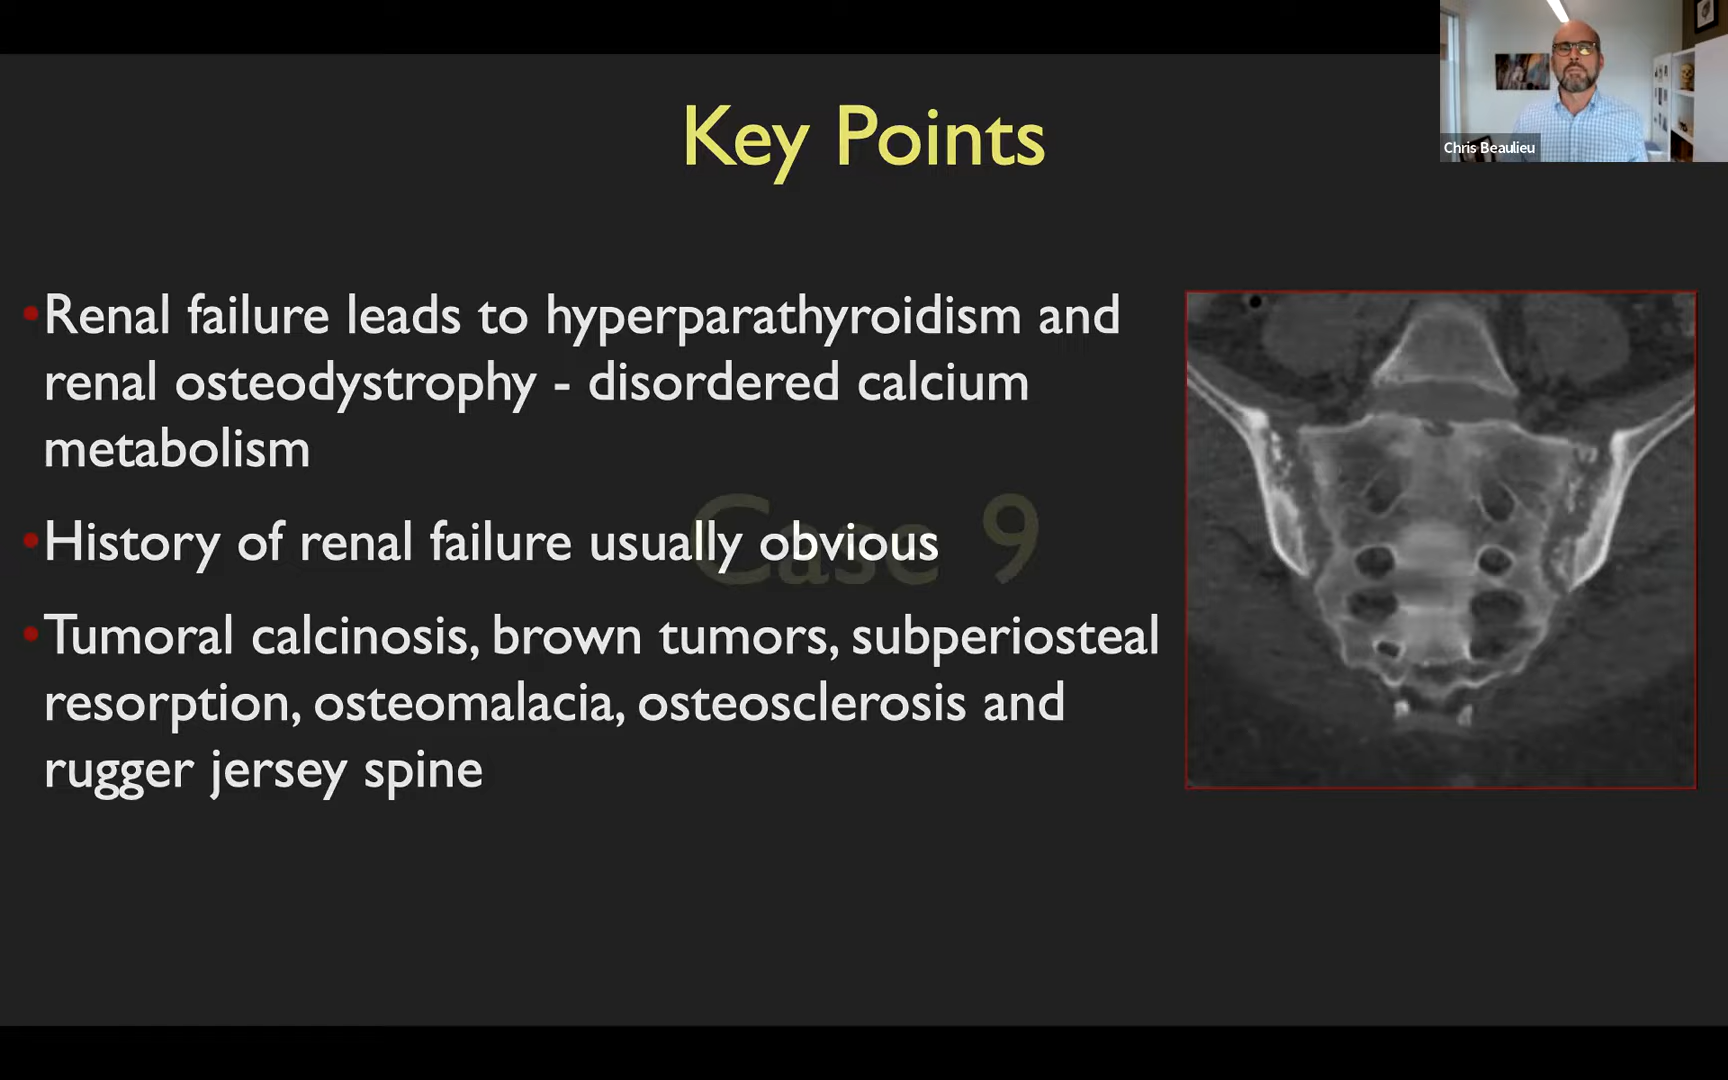 Key Points
Chris Beaulieu
•Renal failure leads to hyperparathyroidism and
renal osteodystrophy - disordered calcium
metabolism
Case 9
•History of renal failure usually obvious
•Tumoral calcinosis, brown tumors, subperiosteal
resorption, osteomalacia, osteosclerosis and
rugger jersey spine